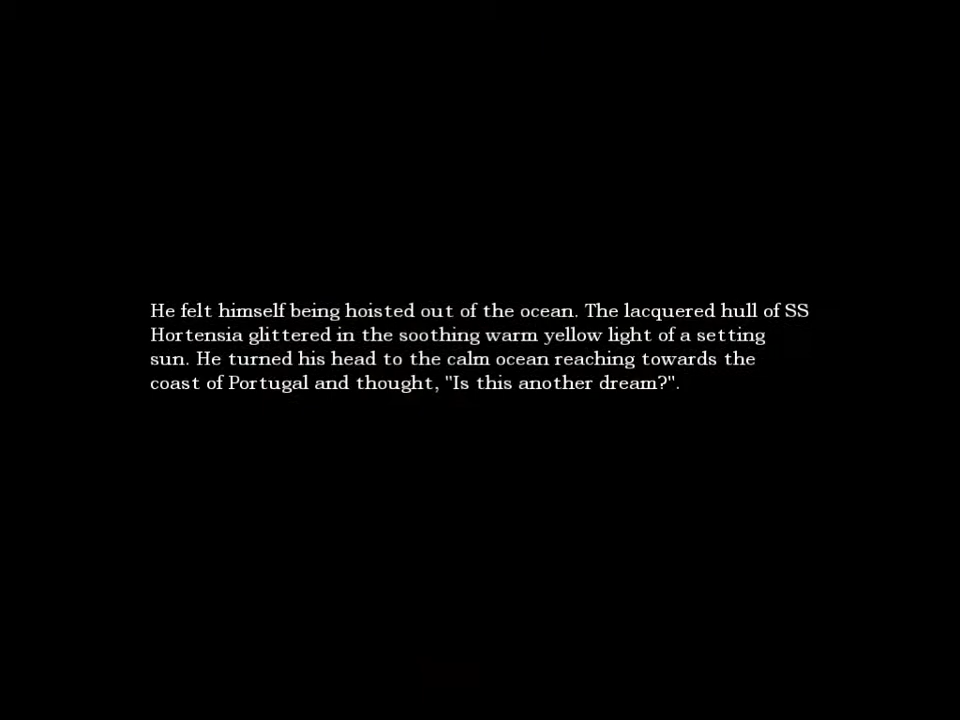 He felt himself being hoisted out of the ocean. The lacquered hull of SS
Hortensia glittered in the soothing warm yellow light of a setting
sun. He turned his head to the calm ocean reaching towards the
coast of Portugal and thought, "Is this another dream?".